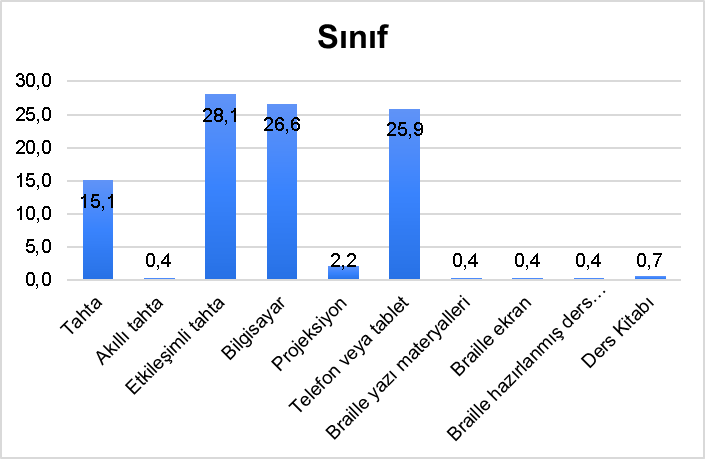 Sınıf
30,0
25,0
20,0
15,0
10,0
5,0
0,0
15,1
0,4
28,1
26,6
2,2
25,9
0,4
0,4
0,4
0,7
Tahta
Akıllı tahta
Etkileşimli tahta
Bilgisayar
Projeksiyon
Telefon veya tablet
Braille yazı materyalleri
Braille ekran
Braille hazırlanmış ders…
Ders Kitabı